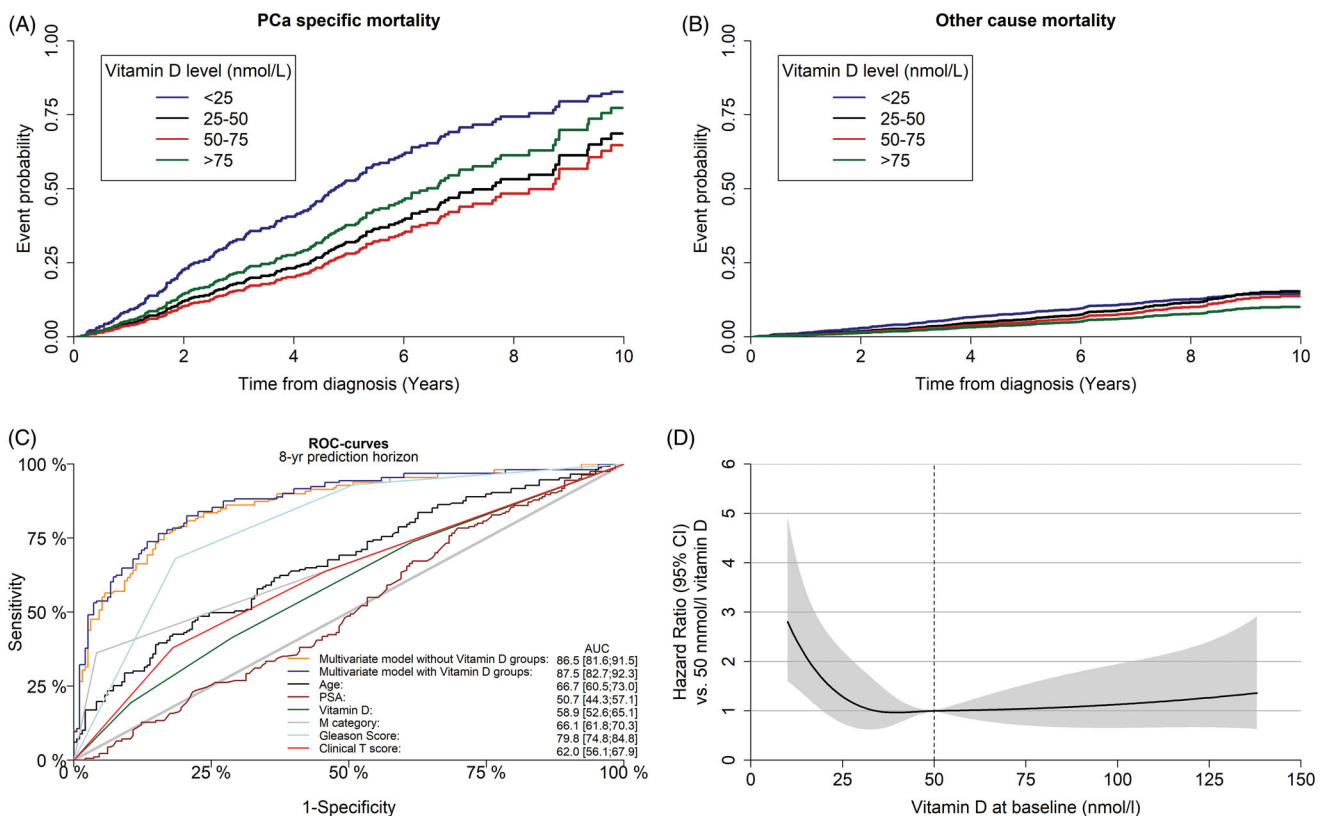 (A)
PCa specific mortality
Event probability
1.00
0.75
0.50
0.25
0.00
Vitamin D level (nmol/L)
<25
25-50
50-75
>75
0 2 4 6 8 10
Time from diagnosis (Years)
(B)
Other cause mortality
Event probability
1.00
0.75
0.50
0.25
0.00
Vitamin D level (nmol/L)
<25
25-50
50-75
>75
0 2 4 6 8 10
Time from diagnosis (Years)
(C)
ROC-curves
8-yr prediction horizon
Sensitivity
100 %
75 %
50 %
25 %
0 %
AUC
Multivariate model without Vitamin D groups: 86.5 [81.6;91.5]
Multivariate model with Vitamin D groups: 87.5 [82.7;92.3]
Age: 66.7 [60.5;73.0]
PSA: 50.7 [44.3;57.1]
Vitamin D: 58.9 [52.6;65.1]
M category: 66.1 [61.8;70.3]
Gleason Score: 79.8 [74.8;84.8]
Clinical T score: 62.0 [56.1;67.9]
0 % 25 % 50 % 75 % 100 %
1-Specificity
(D)
Hazard Ratio (95% CI)
vs. 50 nnmol/l vitamin D
6
5
4
3
2
1
0
0 25 50 75 100 125 150
Vitamin D at baseline (nmol/l)